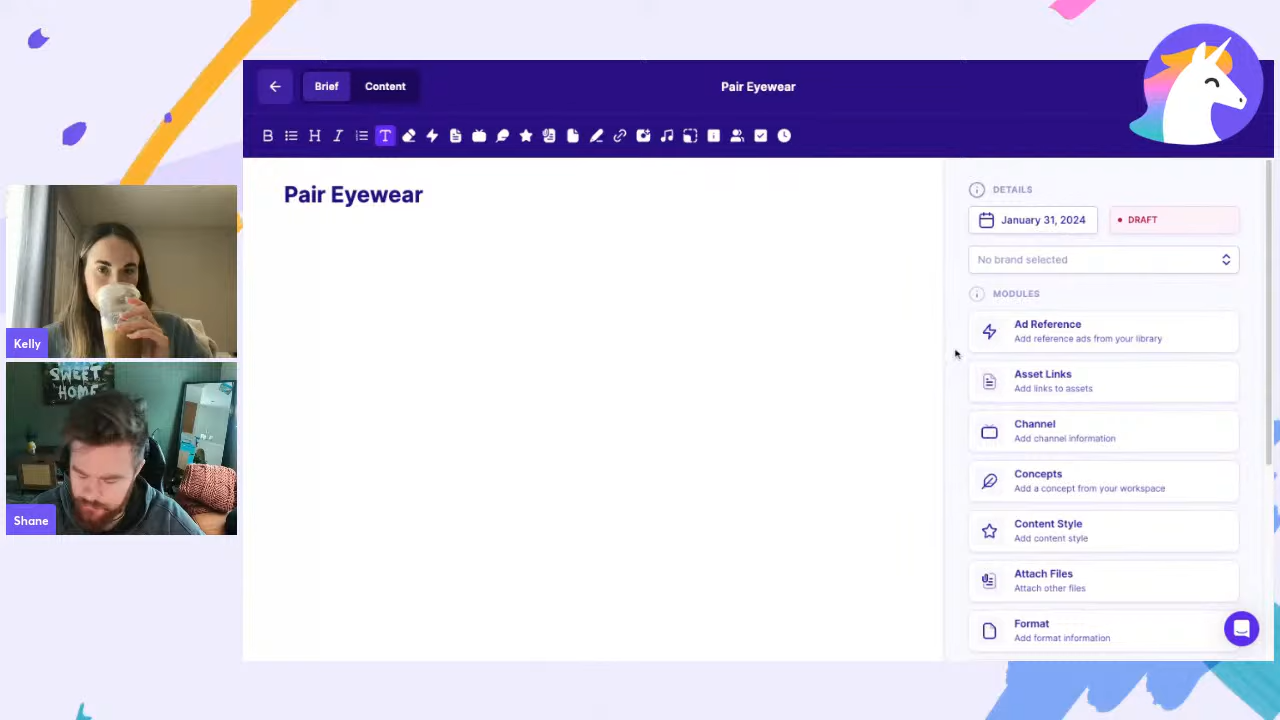 Brief
Content
Pair Eyewear
Pair Eyewear
DETAILS
January 31, 2024
DRAFT
No brand selected
MODULES
Ad Reference
Add reference ads from your library
Asset Links
Add links to assets
Channel
Add channel information
Concepts
Add a concept from your workspace
Content Style
Add content style
Attach Files
Attach other files
Format
Add format information
Kelly
SWEET
HOME
Shane